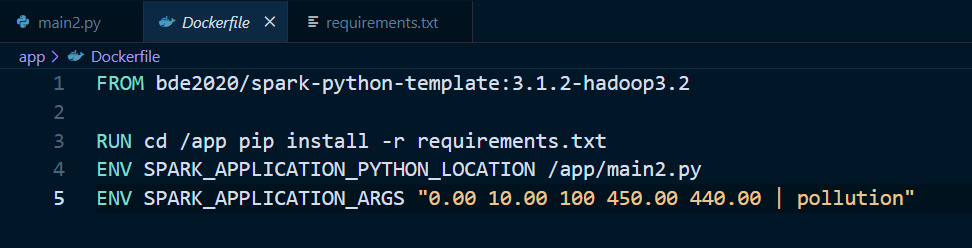 main2.py Dockerfile requirements.txt
app > Dockerfile
1 FROM bde2020/spark-python-template:3.1.2-hadoop3.2
2
3 RUN cd /app pip install -r requirements.txt
4 ENV SPARK_APPLICATION_PYTHON_LOCATION /app/main2.py
5 ENV SPARK_APPLICATION_ARGS "0.00 10.00 100 450.00 440.00 | pollution"